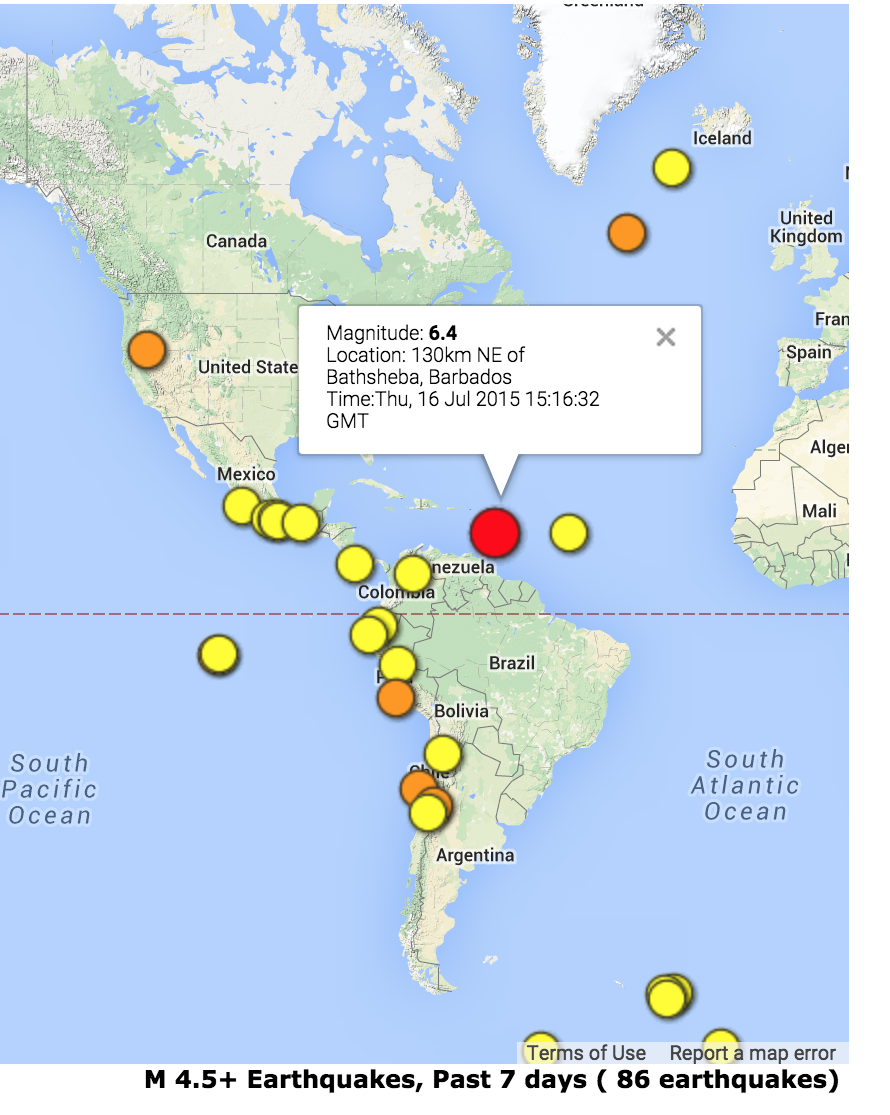 Greenland
Iceland
United
Kingdom
Canada
Magnitude: 6.4
Location: 130km NE of
Bathsheba, Barbados
Time:Thu, 16 Jul 2015 15:16:32
GMT
Fran
Spain
United State
Alger
Mexico
Mali
nezuela
Colombia
Brazil
Bolivia
South
Pacific
Ocean
Chile
South
Atlantic
Ocean
Argentina
Terms of Use Report a map error
M 4.5+ Earthquakes, Past 7 days ( 86 earthquakes)